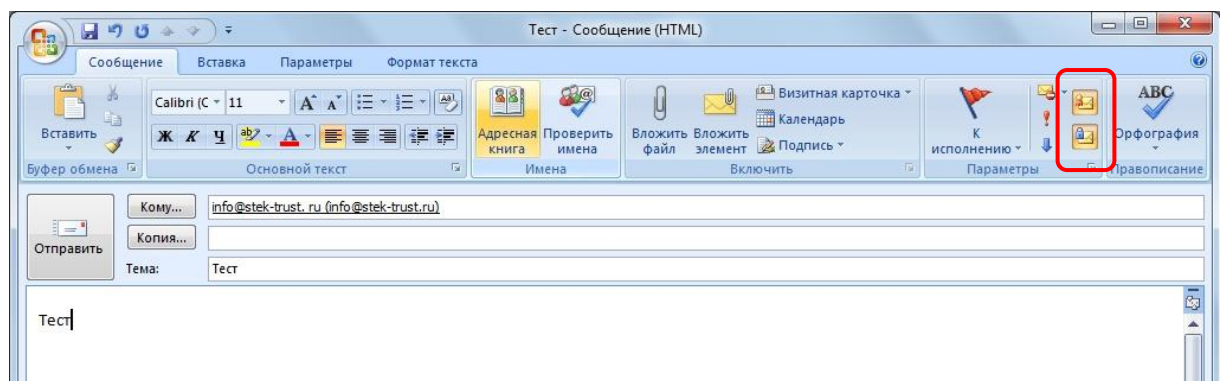 Тест - Сообщение (HTML)
Сообщение Вставка Параметры Формат текста
Вставить
Буфер обмена
Calibri (С 11
Ж К Ч
Основной текст
Адресная книга
Проверить имена
Имена
Вложить файл
Вложить элемент
Визитная карточка
Календарь
Подпись
Включить
К исполнению
Параметры
ABC
Орфография
Правописание
Отправить
Кому... info@stek-trust. ru (info@stek-trust.ru)
Копия...
Тема: Тест
Тест